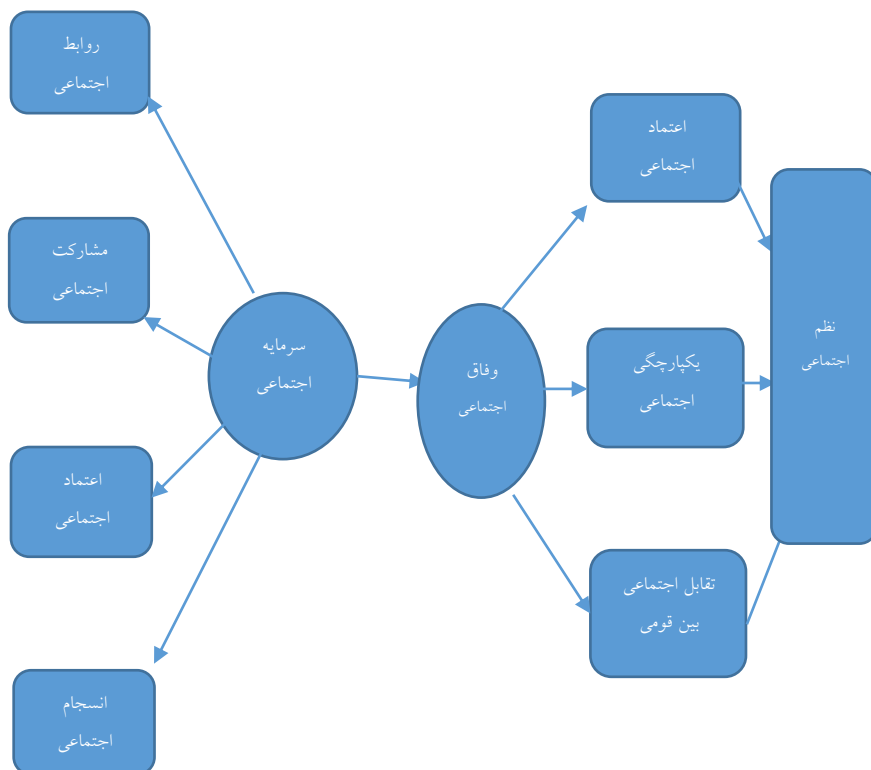 روابط
اجتماعی
مشارکت
اجتماعی
سرمایه
اجتماعی
اعتماد
اجتماعی
انسجام
اجتماعی
وفاق
اجتماعی
اعتماد
اجتماعی
یکپارچگی
اجتماعی
تقابل اجتماعی
بین قومی
نظم
اجتماعی